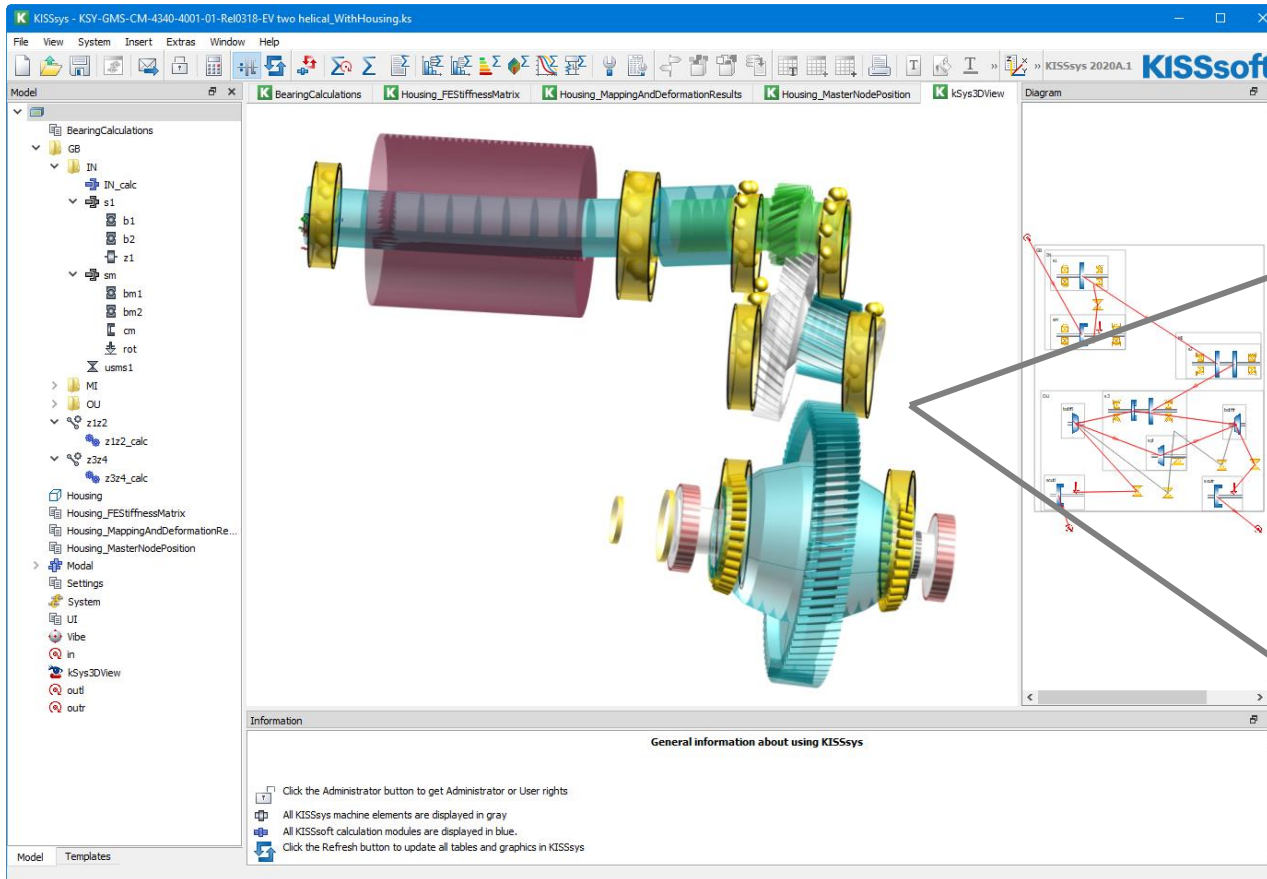 KISSsys - KSY-GMS-CM-4340-4001-01-Rel0318-EV two helical_WithHousing.ks
File View System Insert Extras Window Help
KISSsys 2020A.1 KISSsoft
Model
BearingCalculations
Housing_FEStiffnessMatrix
Housing_MappingAndDeformationResults
Housing_MasterNodePosition
kSys3DView
Diagram
BearingCalculations
GB
IN
IN_calc
s1
b1
b2
z1
sm
bm1
bm2
cm
rot
usms1
MI
OU
z1z2
z1z2_calc
z3z4
z3z4_calc
Housing
Housing_FEStiffnessMatrix
Housing_MappingAndDeformationRe...
Housing_MasterNodePosition
Modal
Settings
System
UI
Vibe
in
kSys3DView
outl
outr
Information
General information about using KISSsys
Click the Administrator button to get Administrator or User rights
All KISSsys machine elements are displayed in gray
All KISSsoft calculation modules are displayed in blue.
Click the Refresh button to update all tables and graphics in KISSsys
Model Templates